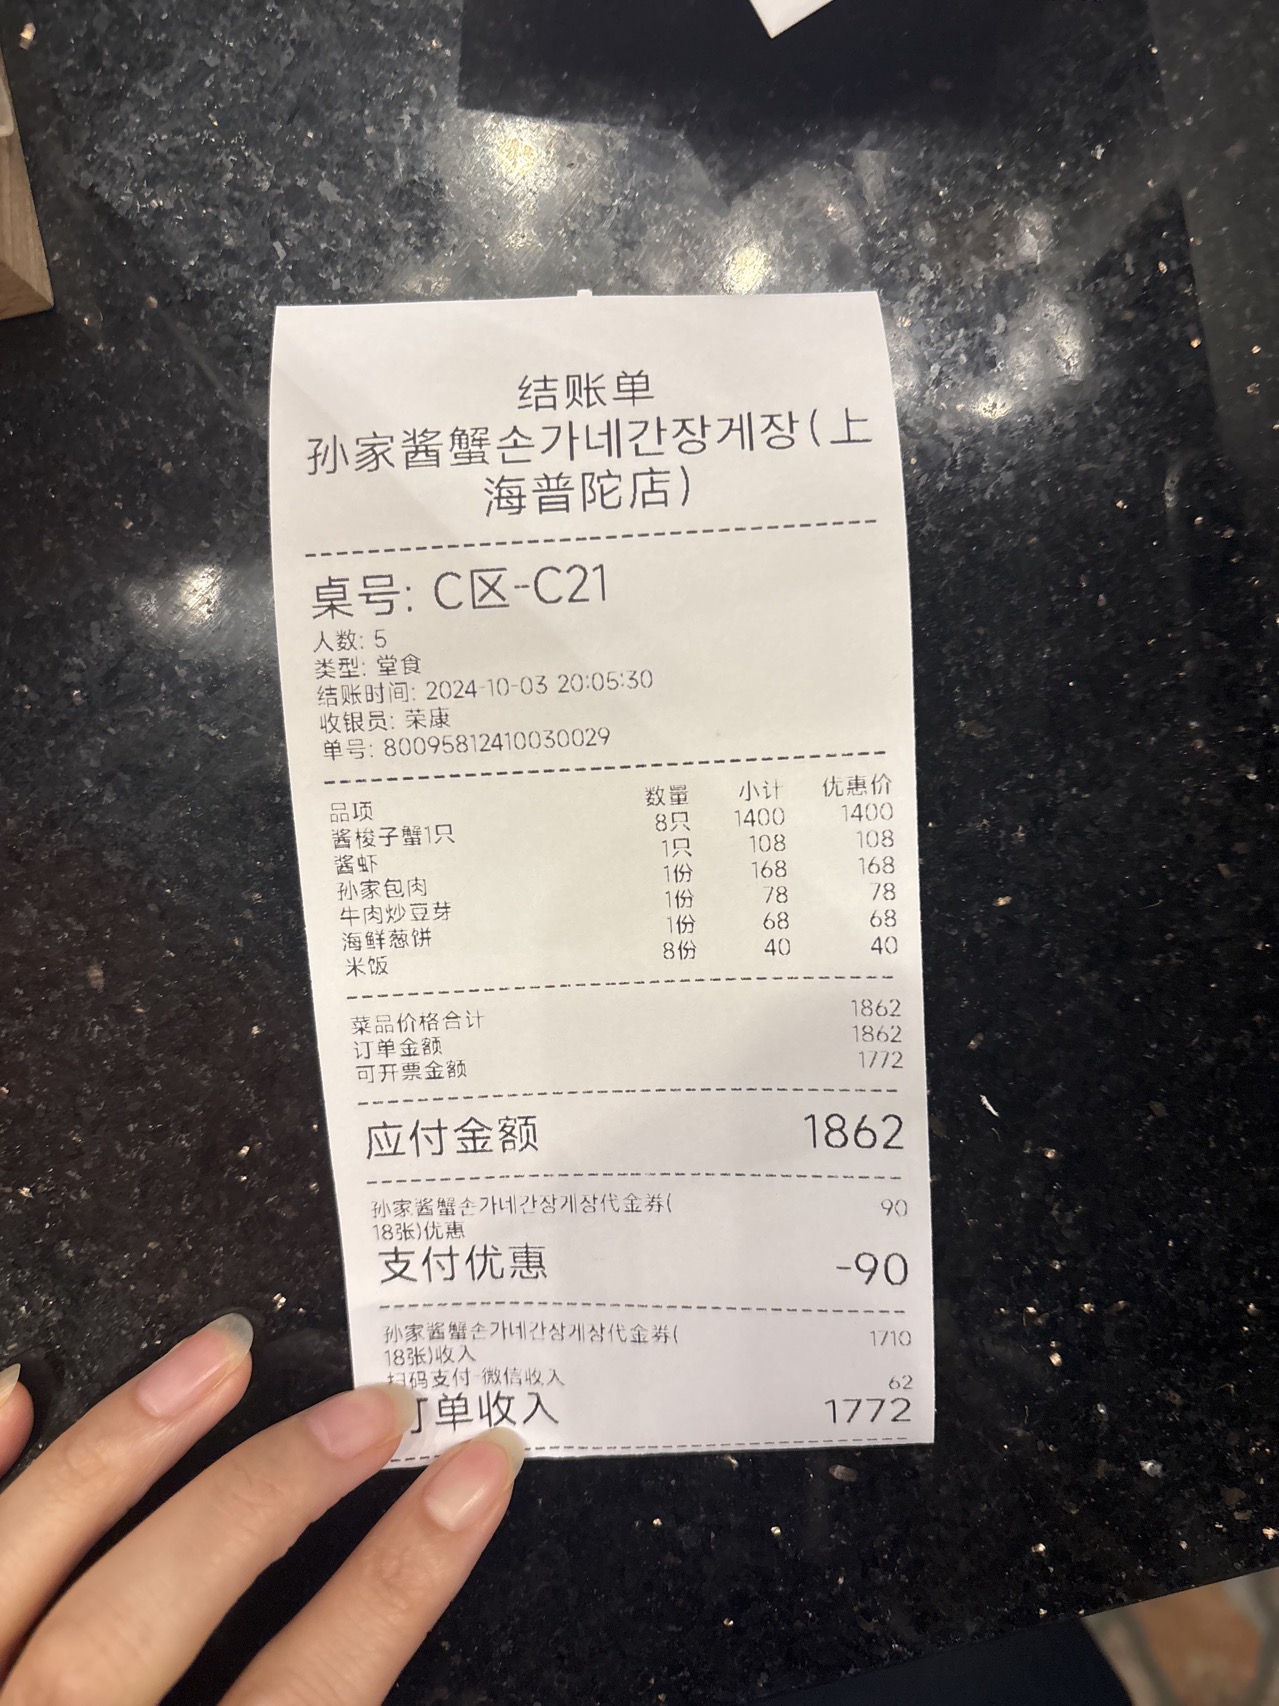 结账单
孙家酱蟹손가네간장게장(上
海普陀店)
桌号: C区-C21
人数: 5
类型: 堂食
结账时间: 2024-10-03 20:05:30
收银员: 荣康
单号: 80095812410030029
品项 数量 小计 优惠价
酱梭子蟹1只 8只 1400 1400
酱虾 1只 108 108
孙家包肉 1份 168 168
牛肉炒豆芽 1份 78 78
海鲜葱饼 1份 68 68
米饭 8份 40 40
菜品价格合计 1862
订单金额 1862
可开票金额 1772
应付金额 1862
孙家酱蟹손가네간장게장代金券( 90
18张)优惠
支付优惠 -90
孙家酱蟹손가네간장게장代金券( 1710
18张)收入
扫码支付-微信收入 62
订单收入 1772